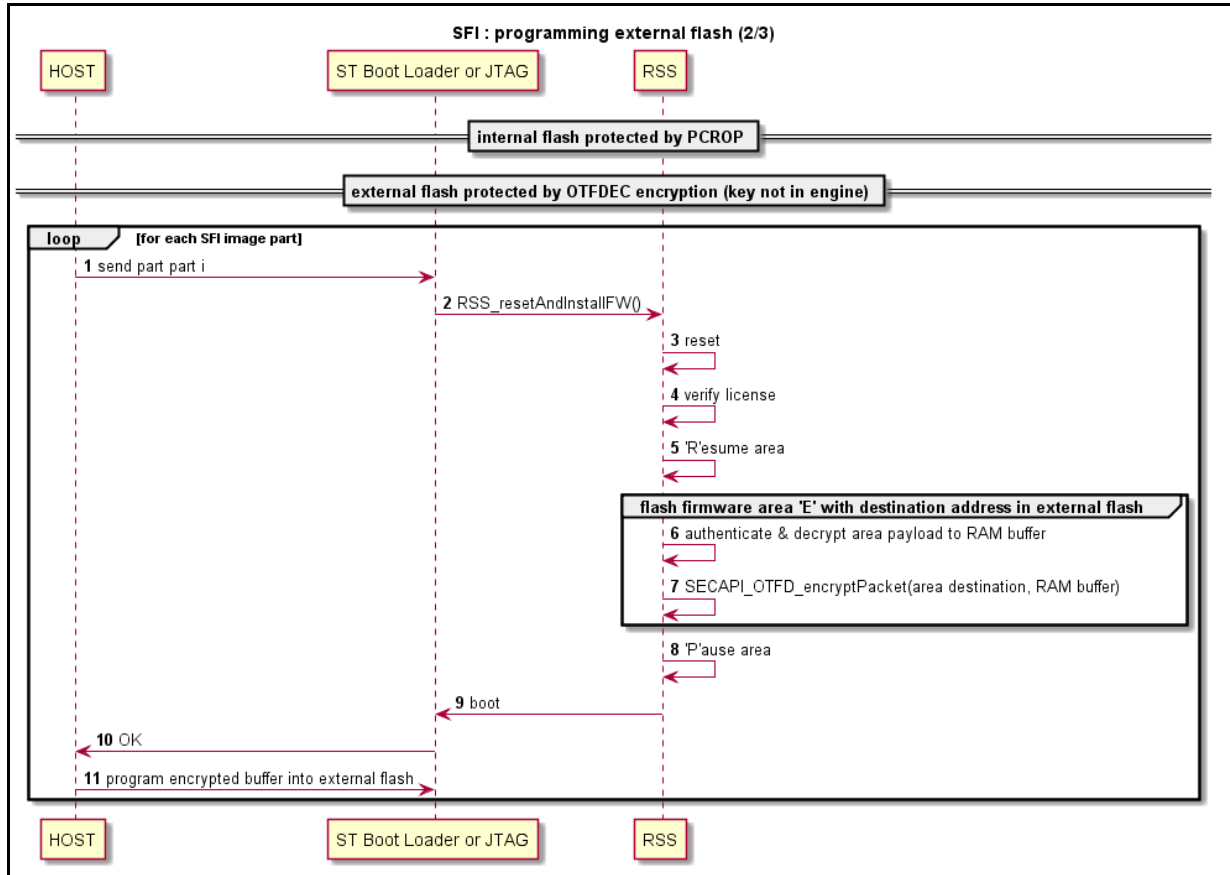 SFI : programming external flash (2/3)
HOST
ST Boot Loader or JTAG
RSS
internal flash protected by PCROP
external flash protected by OTFDEC encryption (key not in engine)
loop [for each SFI image part]
1 send part part i
2 RSS_resetAndInstallFW()
3 reset
4 verify license
5 'R'esume area
flash firmware area 'E' with destination address in external flash
6 authenticate & decrypt area payload to RAM buffer
7 SECAPI_OTFD_encryptPacket(area destination, RAM buffer)
8 'P'ause area
9 boot
10 OK
11 program encrypted buffer into external flash
HOST
ST Boot Loader or JTAG
RSS